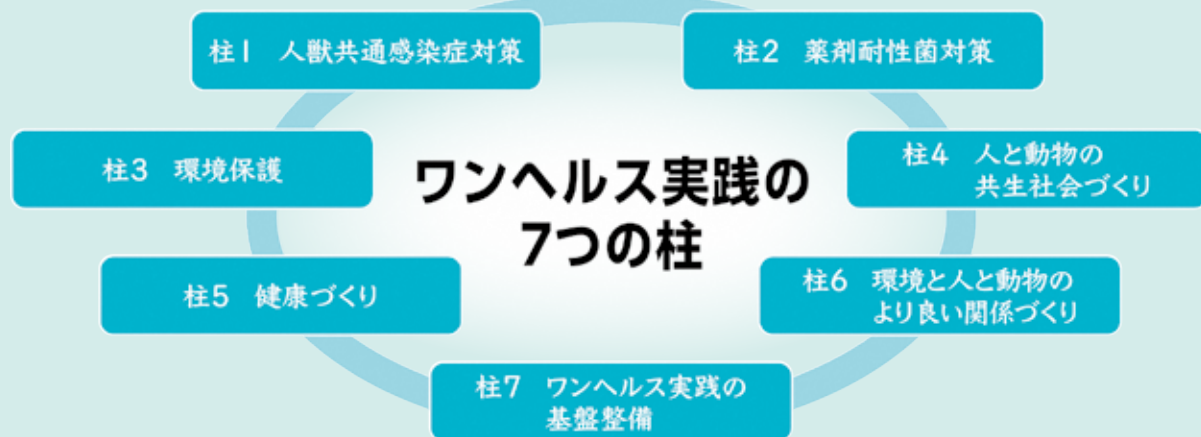 柱1 人獣共通感染症対策
柱2 薬剤耐性菌対策
柱3 環境保護
ワンヘルス実践の
7つの柱
柱4 人と動物の
共生社会づくり
柱5 健康づくり
柱6 環境と人と動物の
より良い関係づくり
柱7 ワンヘルス実践の
基盤整備